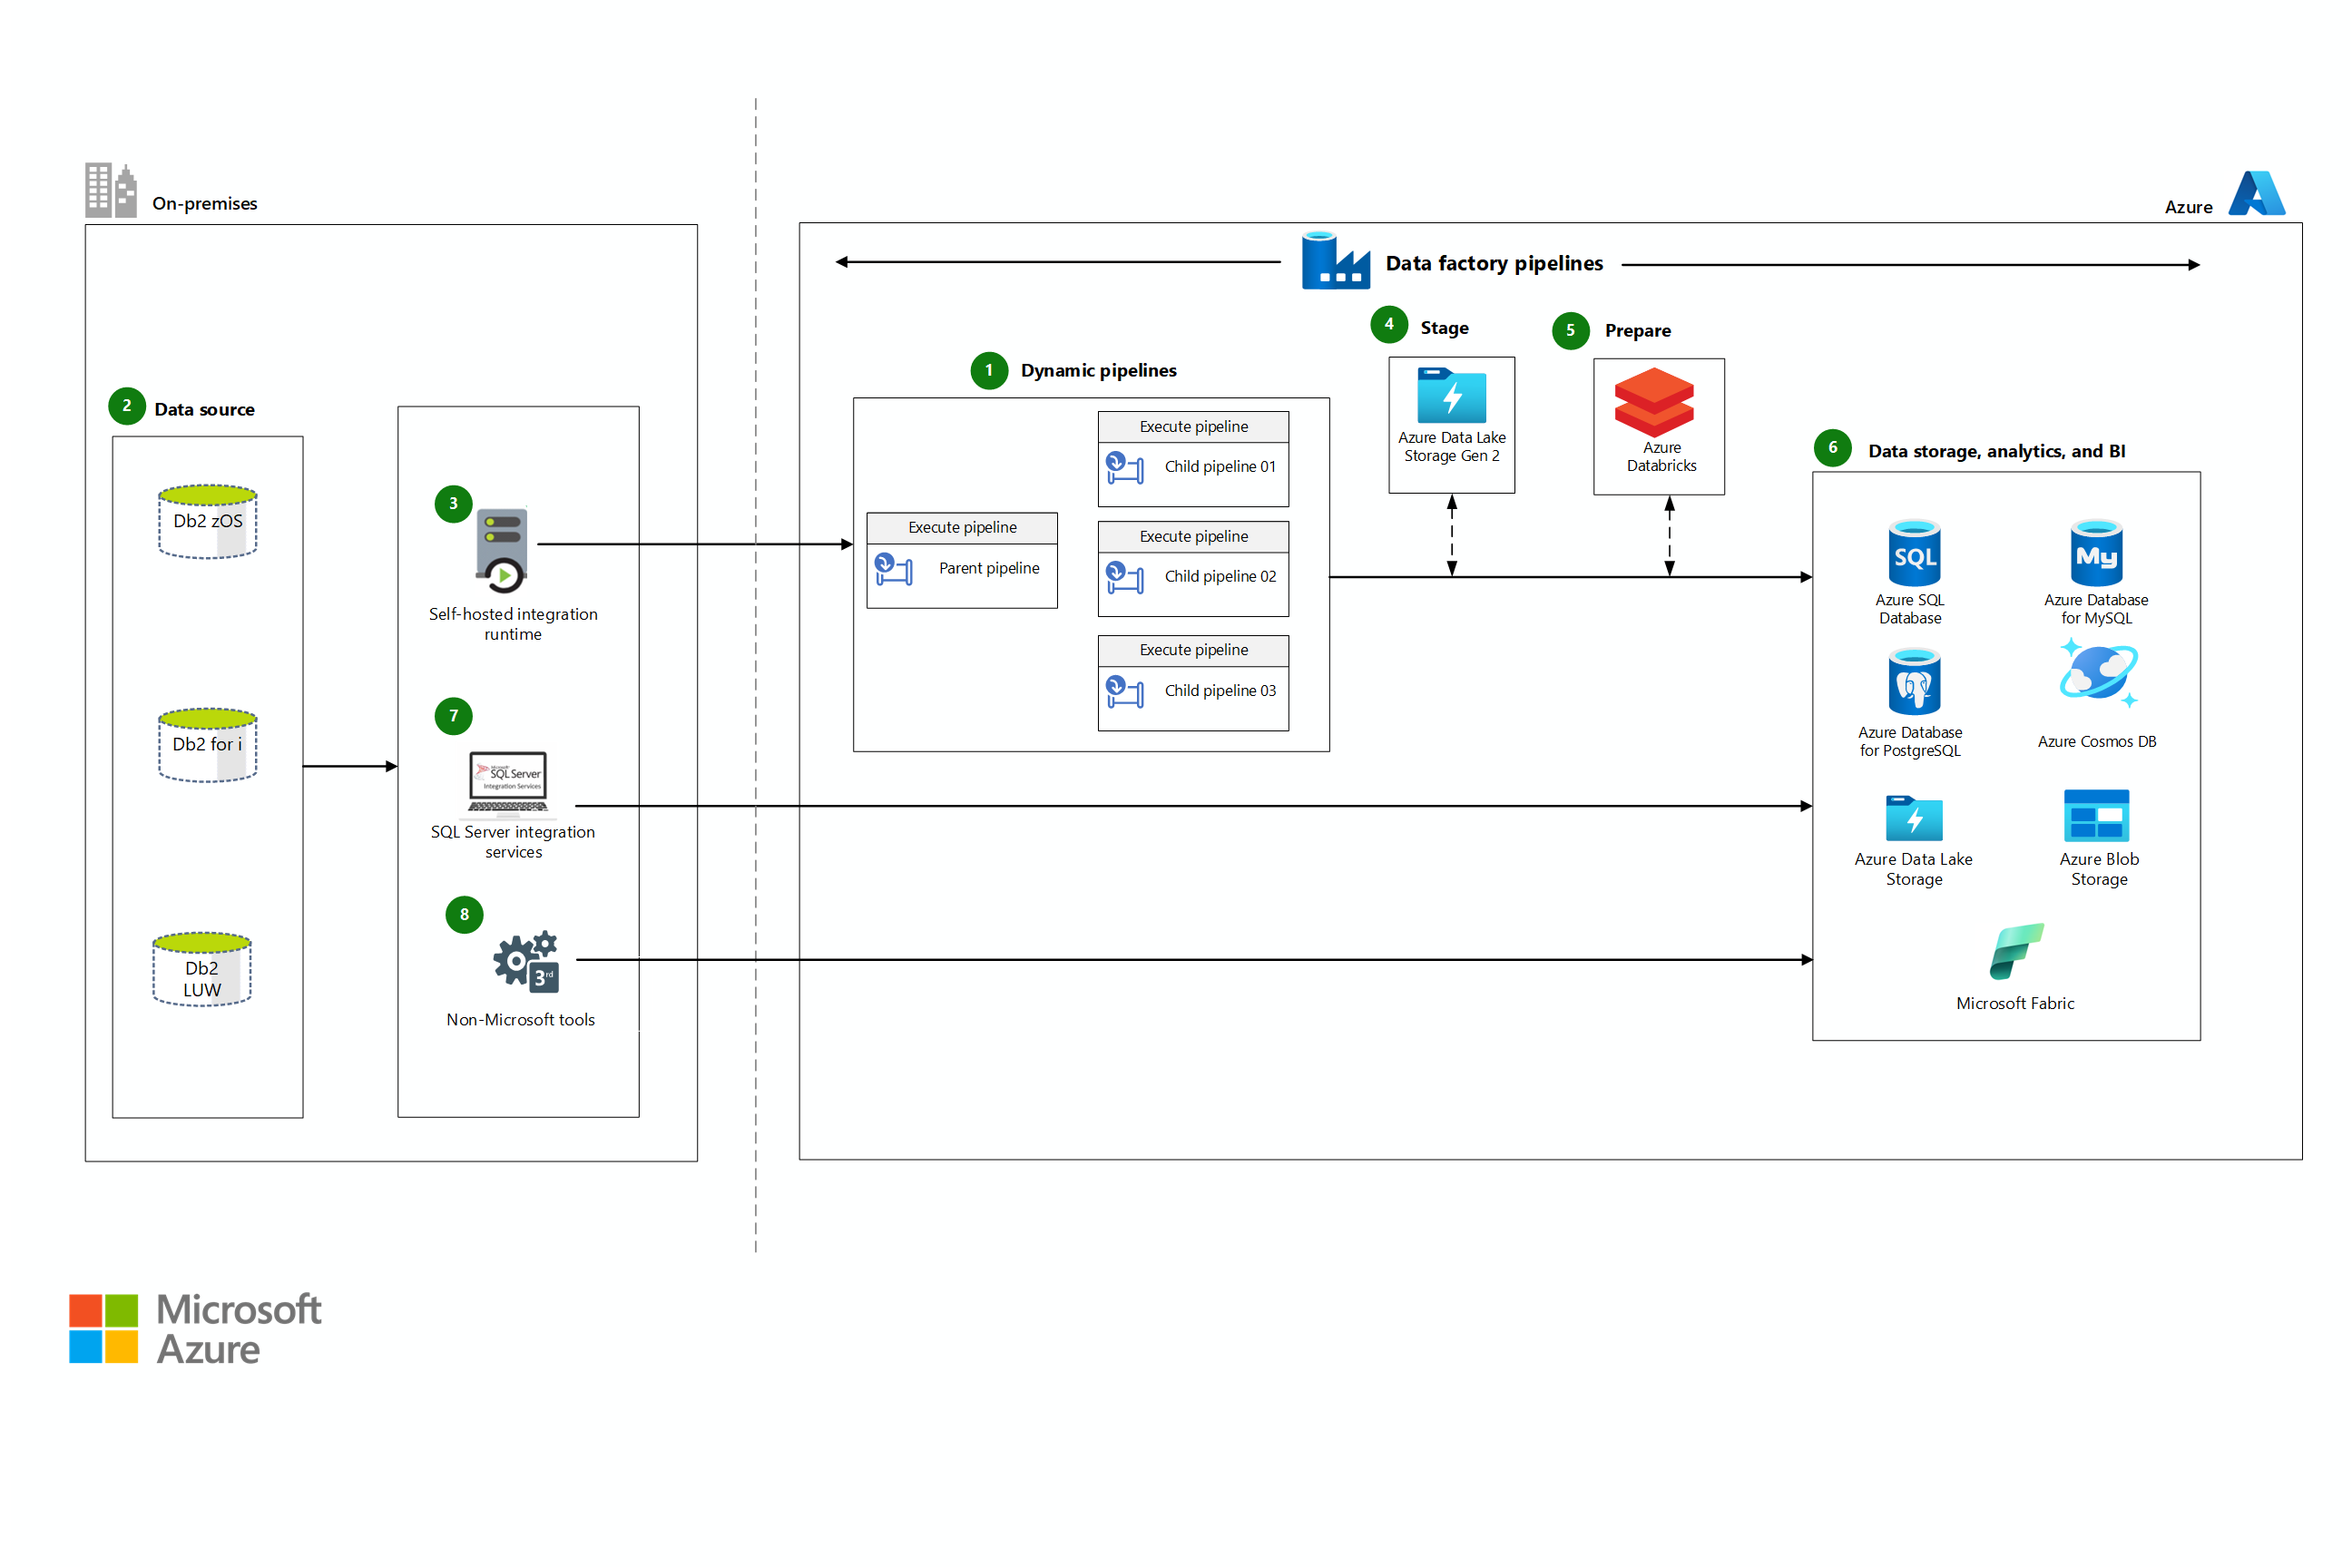 On-premises
Azure
Data factory pipelines
4 Stage
5 Prepare
1 Dynamic pipelines
2 Data source
Execute pipeline
Child pipeline 01
Azure Data Lake
Storage Gen 2
Azure
Databricks
6 Data storage, analytics, and BI
Db2 zOS
3
Self-hosted integration
runtime
Execute pipeline
Parent pipeline
Execute pipeline
Child pipeline 02
Execute pipeline
Child pipeline 03
SQL
Azure SQL
Database
My
Azure Database
for MySQL
Azure Database
for PostgreSQL
Azure Cosmos DB
Db2 for i
7
Microsoft
SQL Server
Integration Services
SQL Server integration
services
Azure Data Lake
Storage
Azure Blob
Storage
Db2
LUW
8
3rd
Non-Microsoft tools
Microsoft Fabric
Microsoft
Azure